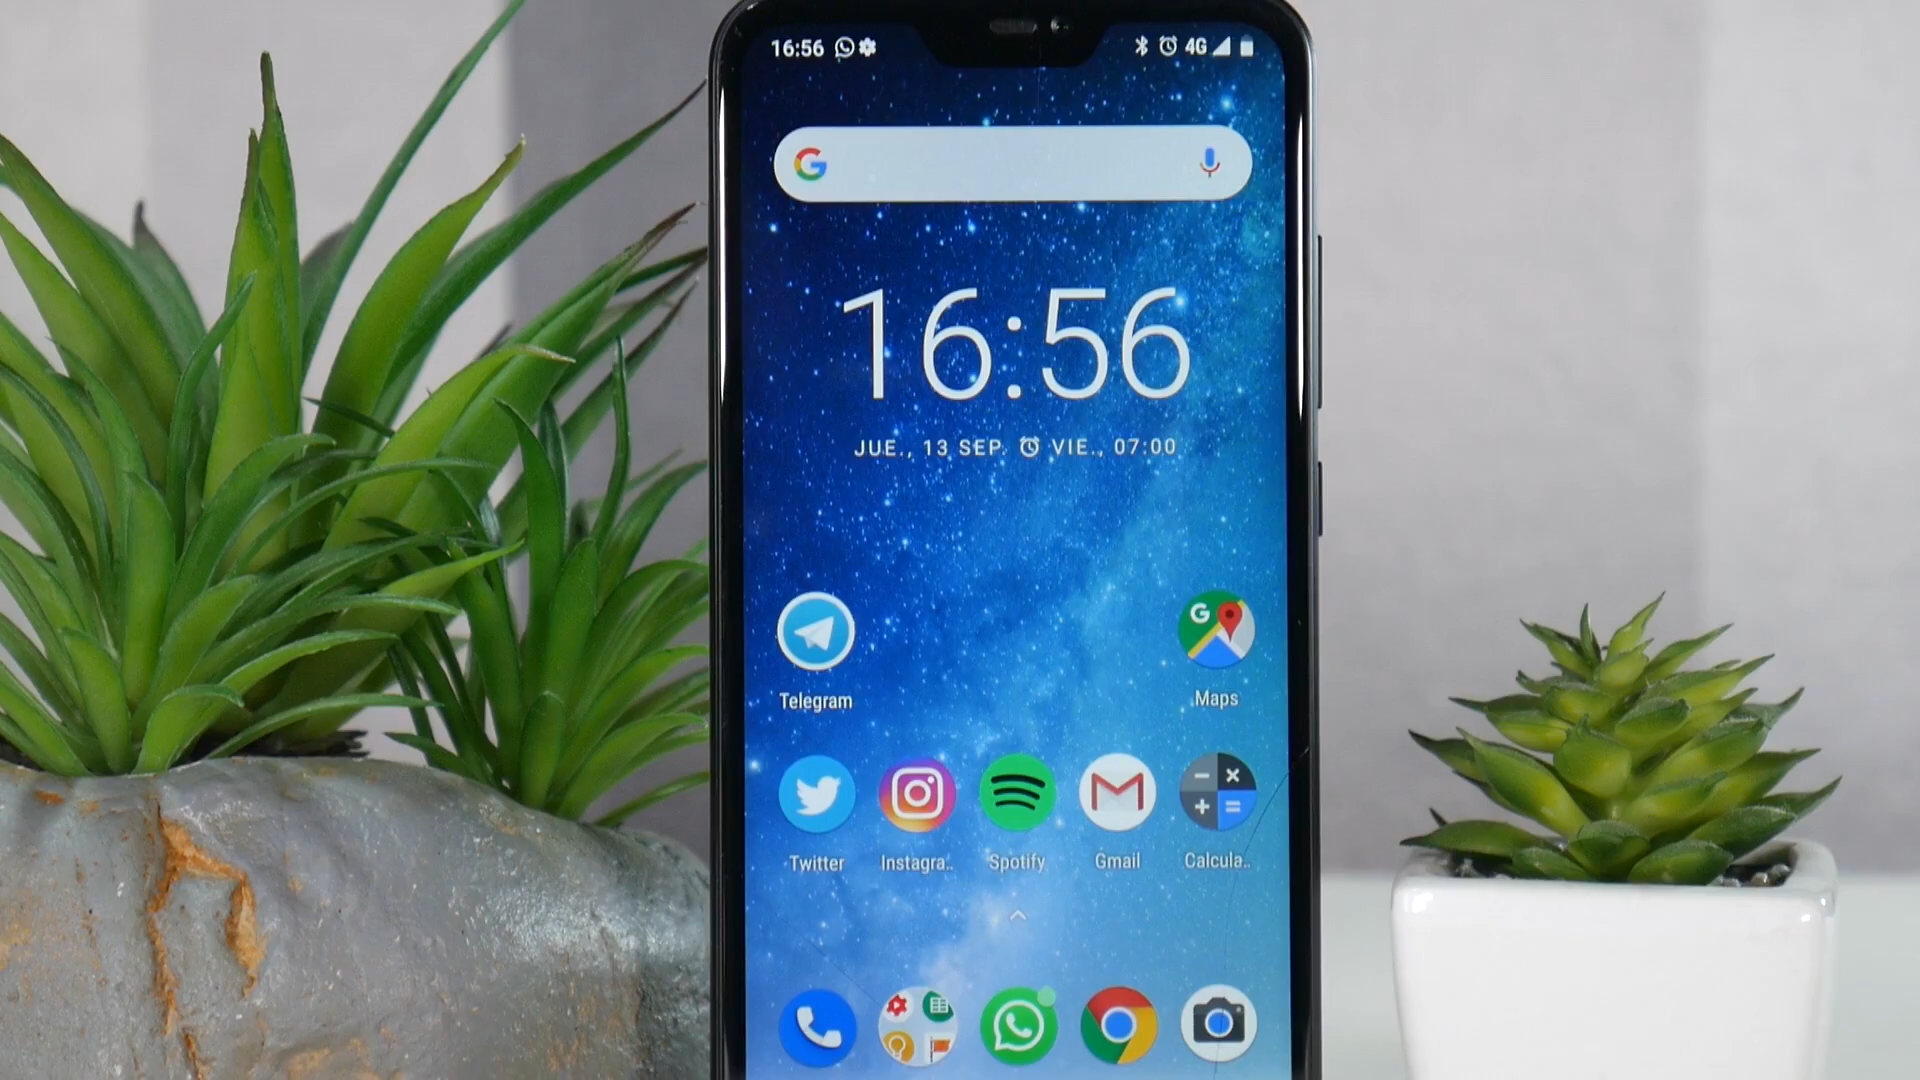 16:56 4G
G
16:56
JUE., 13 SEP. VIE., 07:00
G
Telegram Maps
Twitter Instagra.. Spotify Gmail Calcula..